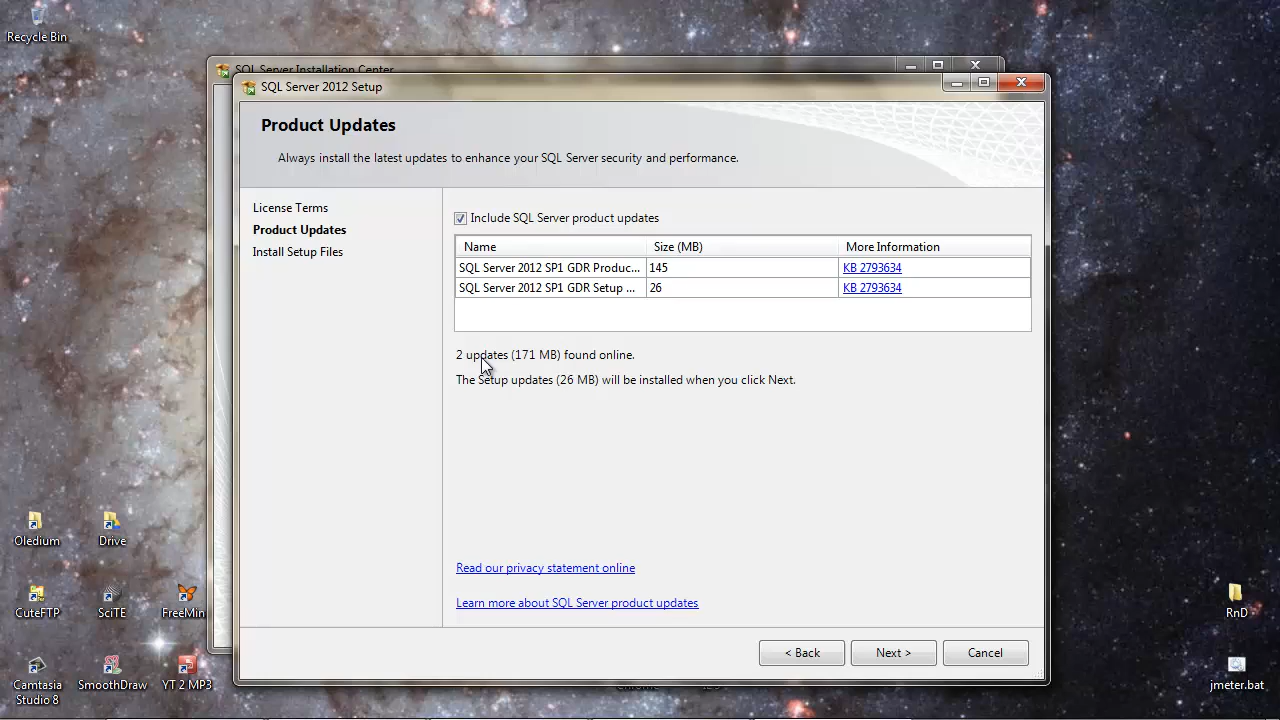 Recycle Bin
SQL Server Installation Center
SQL Server 2012 Setup
Product Updates
Always install the latest updates to enhance your SQL Server security and performance.
License Terms
Product Updates
Install Setup Files
Include SQL Server product updates
Name Size (MB) More Information
SQL Server 2012 SP1 GDR Produc... 145 KB 2793634
SQL Server 2012 SP1 GDR Setup ... 26 KB 2793634
2 updates (171 MB) found online.
The Setup updates (26 MB) will be installed when you click Next.
Read our privacy statement online
Learn more about SQL Server product updates
< Back Next > Cancel
Oledium Drive
CuteFTP SciTE FreeMin
Camtasia Studio 8
SmoothDraw YT 2 MP3
RnD
jmeter.bat